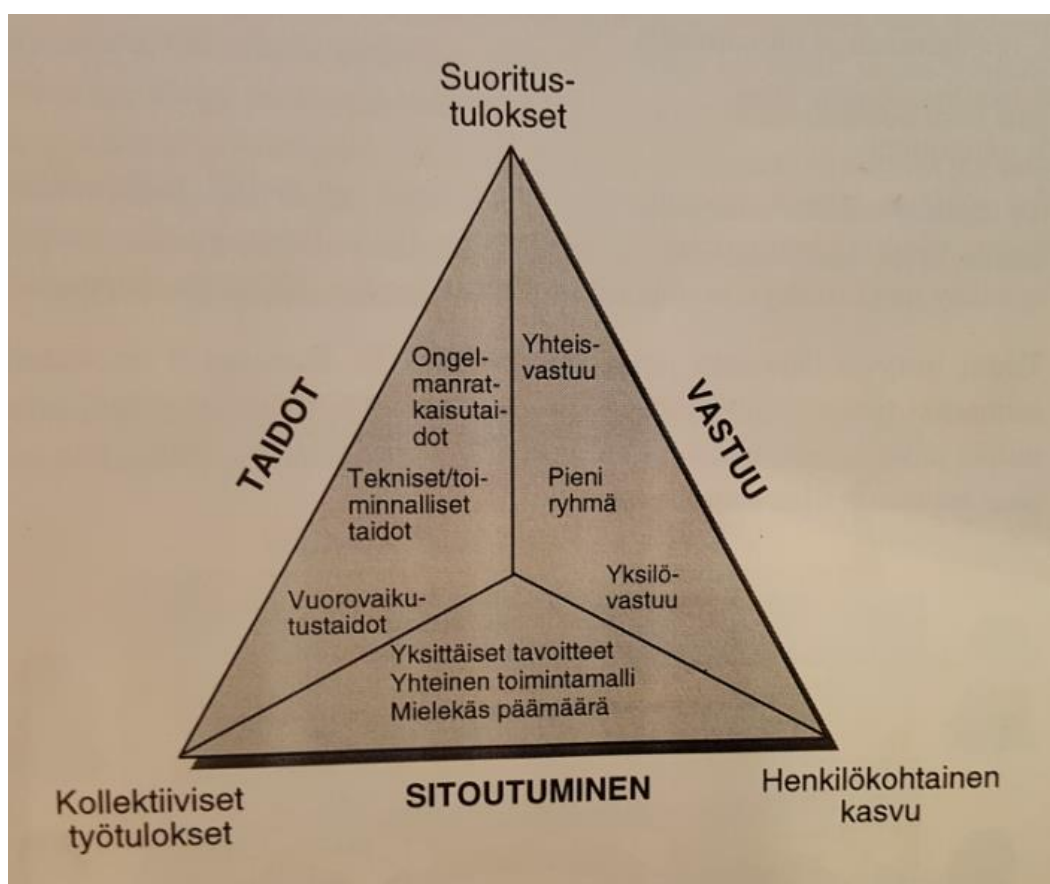 Suoritus-
tulokset
TAIDOT
Ongel-
manrat-
kaisutai-
dot
Tekniset/toi-
minnalliset
taidot
Vuorovaiku-
tustaidot
Yhteis-
vastuu
Pieni
ryhmä
Yksilö-
vastuu
VASTUU
Yksittäiset tavoitteet
Yhteinen toimintamalli
Mielekäs päämäärä
Kollektiiviset
työtulokset
SITOUTUMINEN
Henkilökohtainen
kasvu